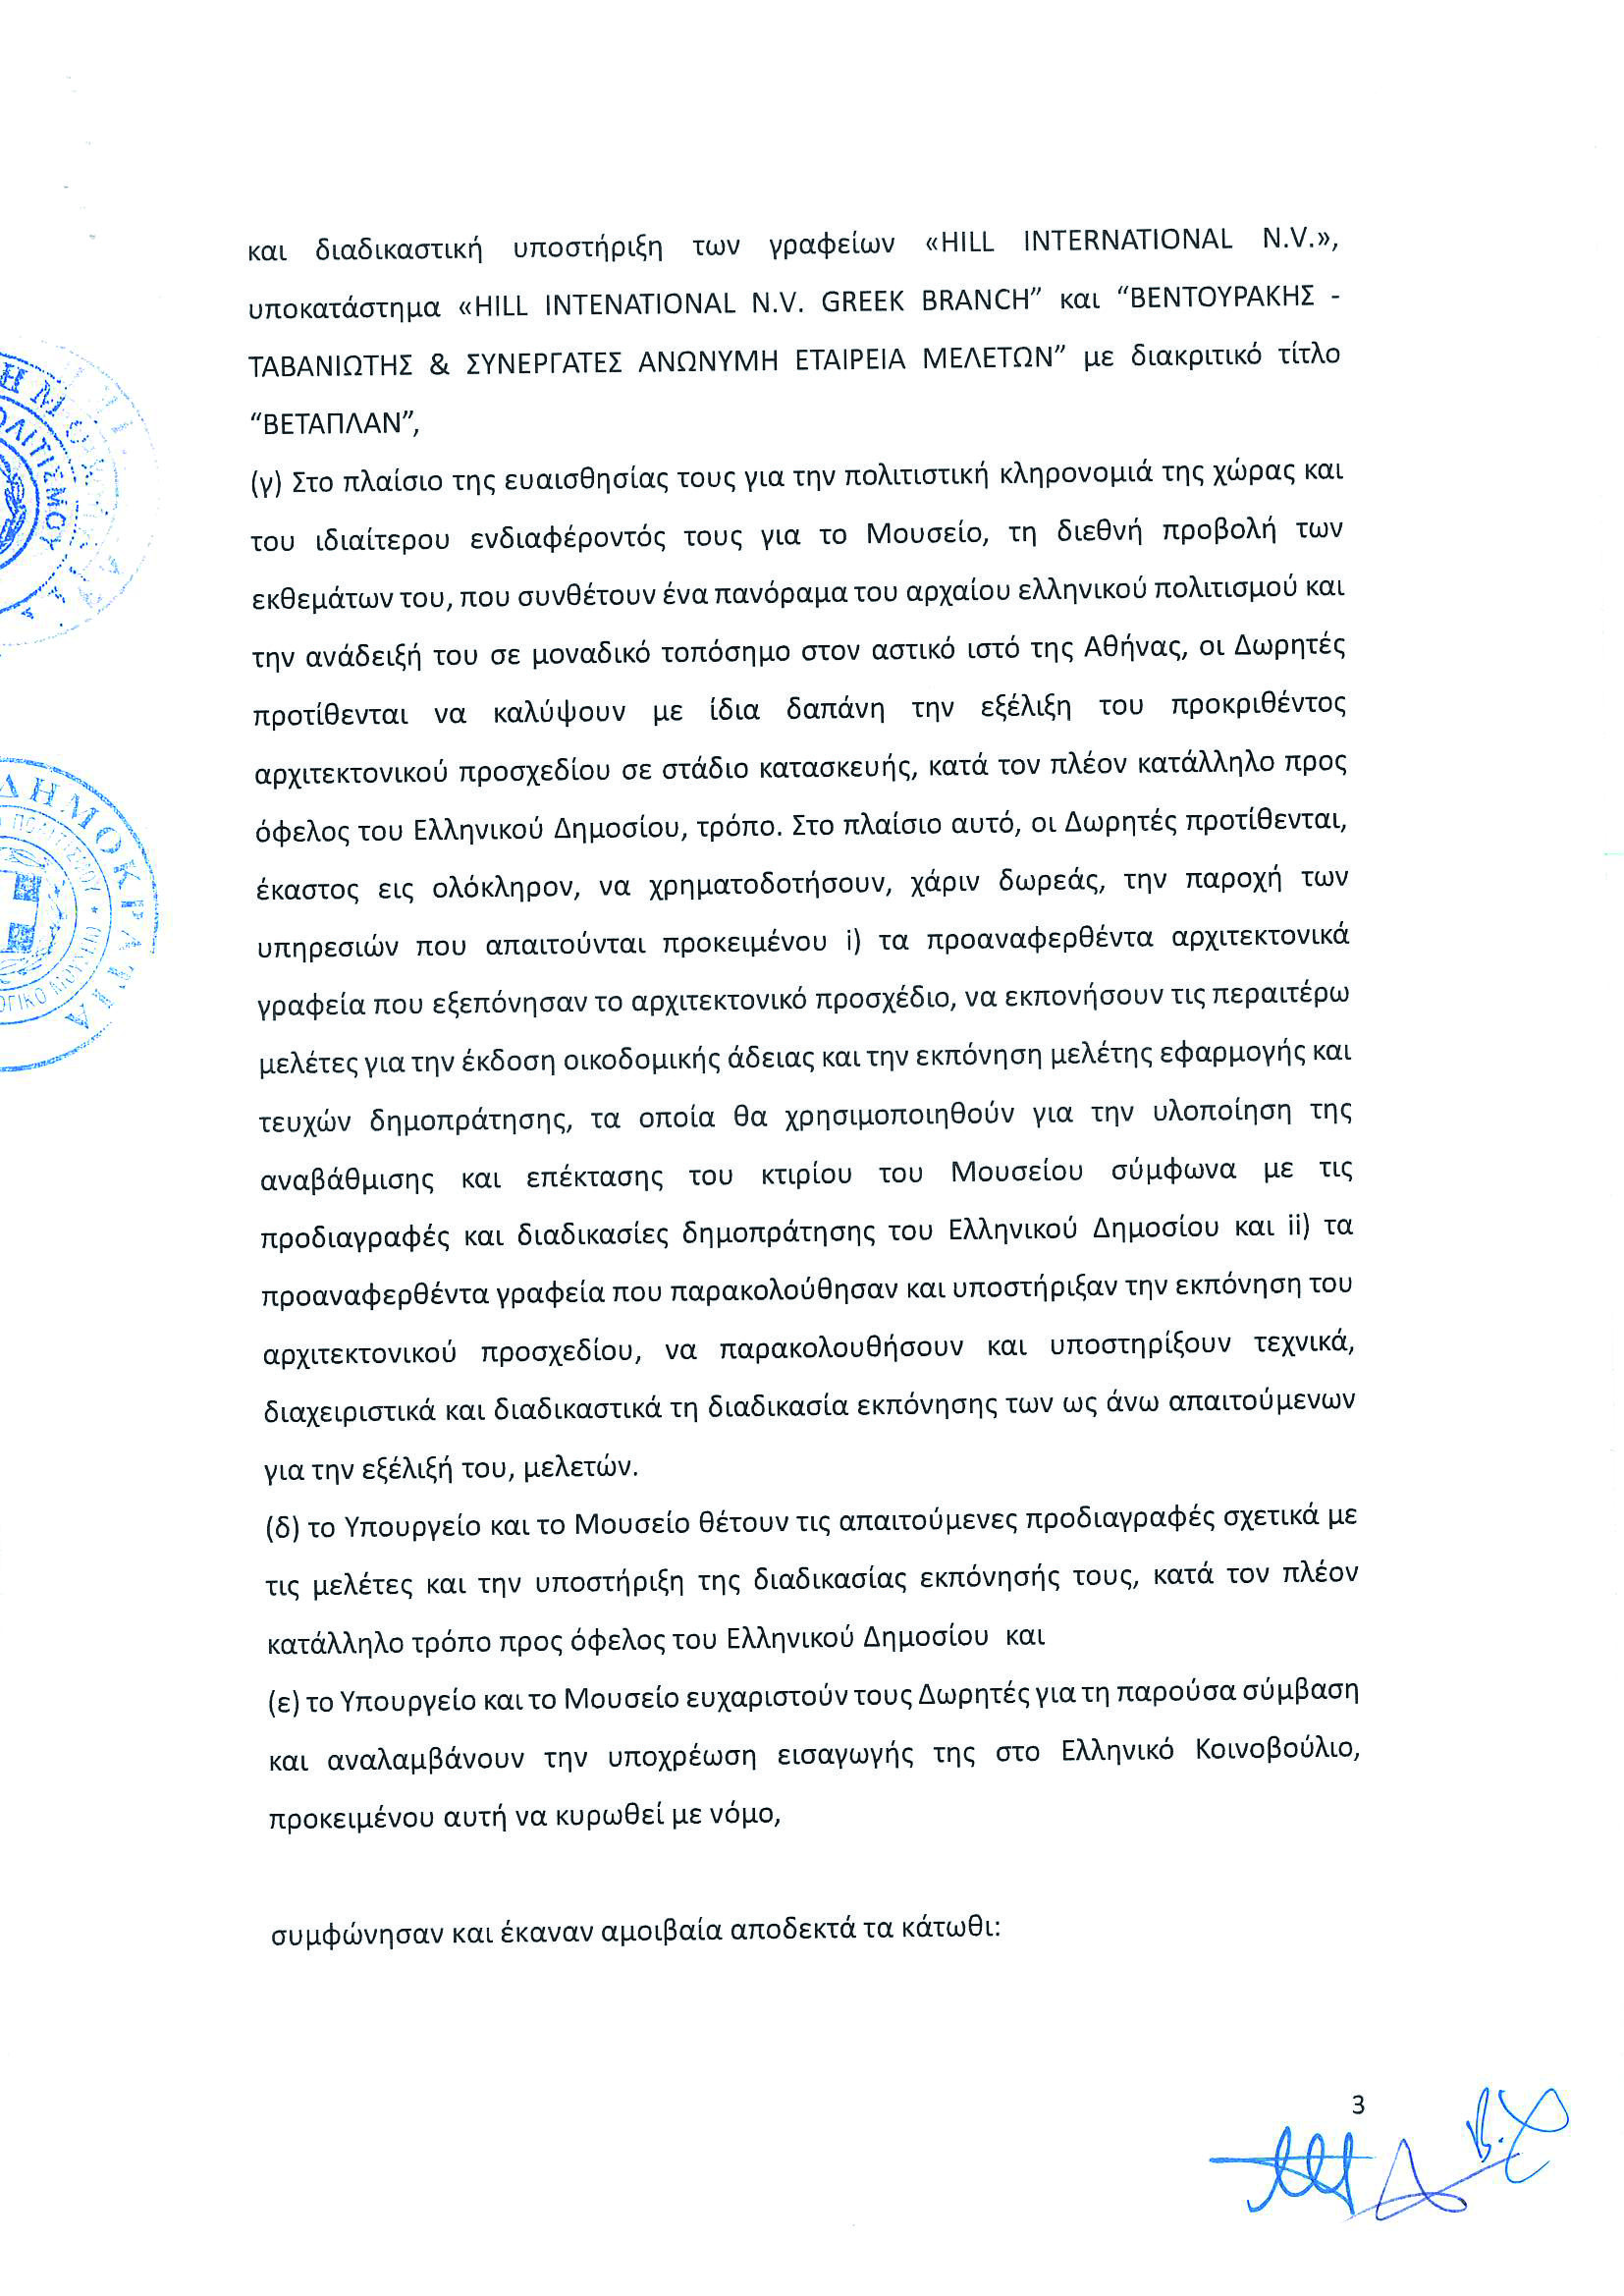 και διαδικαστική υποστήριξη των γραφείων «HILL INTERNATIONAL N.V.»,
υποκατάστημα «HILL INTENATIONAL N.V. GREEK BRANCH” και “ΒΕΝΤΟΥΡΑΚΗΣ -
ΤΑΒΑΝΙΩΤΗΣ & ΣΥΝΕΡΓΑΤΕΣ ΑΝΩΝΥΜΗ ΕΤΑΙΡΕΙΑ ΜΕΛΕΤΩΝ” με διακριτικό τίτλο
“ΒΕΤΑΠΛΑΝ”,
(γ) Στο πλαίσιο της ευαισθησίας τους για την πολιτιστική κληρονομιά της χώρας και
του ιδιαίτερου ενδιαφέροντός τους για το Μουσείο, τη διεθνή προβολή των
εκθεμάτων του, που συνθέτουν ένα πανόραμα του αρχαίου ελληνικού πολιτισμού και
την ανάδειξή του σε μοναδικό τοπόσημο στον αστικό ιστό της Αθήνας, οι Δωρητές
προτίθενται να καλύψουν με ίδια δαπάνη την εξέλιξη του προκριθέντος
αρχιτεκτονικού προσχεδίου σε στάδιο κατασκευής, κατά τον πλέον κατάλληλο προς
όφελος του Ελληνικού Δημοσίου, τρόπο. Στο πλαίσιο αυτό, οι Δωρητές προτίθενται,
έκαστος εις ολόκληρον, να χρηματοδοτήσουν, χάριν δωρεάς, την παροχή των
υπηρεσιών που απαιτούνται προκειμένου i) τα προαναφερθέντα αρχιτεκτονικά
γραφεία που εξεπόνησαν το αρχιτεκτονικό προσχέδιο, να εκπονήσουν τις περαιτέρω
μελέτες για την έκδοση οικοδομικής άδειας και την εκπόνηση μελέτης εφαρμογής και
τευχών δημοπράτησης, τα οποία θα χρησιμοποιηθούν για την υλοποίηση της
αναβάθμισης και επέκτασης του κτιρίου του Μουσείου σύμφωνα με τις
προδιαγραφές και διαδικασίες δημοπράτησης του Ελληνικού Δημοσίου και ii) τα
προαναφερθέντα γραφεία που παρακολούθησαν και υποστήριξαν την εκπόνηση του
αρχιτεκτονικού προσχεδίου, να παρακολουθήσουν και υποστηρίξουν τεχνικά,
διαχειριστικά και διαδικαστικά τη διαδικασία εκπόνησης των ως άνω απαιτούμενων
για την εξέλιξή του, μελετών.
(δ) το Υπουργείο και το Μουσείο θέτουν τις απαιτούμενες προδιαγραφές σχετικά με
τις μελέτες και την υποστήριξη της διαδικασίας εκπόνησής τους, κατά τον πλέον
κατάλληλο τρόπο προς όφελος του Ελληνικού Δημοσίου και
(ε) το Υπουργείο και το Μουσείο ευχαριστούν τους Δωρητές για τη παρούσα σύμβαση
και αναλαμβάνουν την υποχρέωση εισαγωγής της στο Ελληνικό Κοινοβούλιο,
προκειμένου αυτή να κυρωθεί με νόμο,
συμφώνησαν και έκαναν αμοιβαία αποδεκτά τα κάτωθι:
3
ΔΗΜΟΚΡΑΤΙΑ